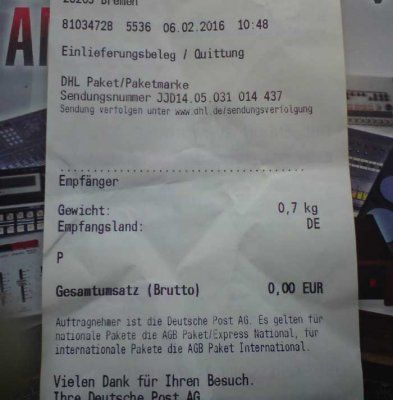 Bremen
81034728 5536 06.02.2016 10:48
Einlieferungsbeleg / Quittung
DHL Paket/Paketmarke
Sendungsnummer JJD14.05.031 014 437
Sendung verfolgen unter www.dhl.de/sendungsverfolgung
Empfänger
Gewicht: 0,7 kg
Empfangsland: DE
P
Gesamtumsatz (Brutto) 0,00 EUR
Auftragnehmer ist die Deutsche Post AG. Es gelten für
nationale Pakete die AGB Paket/Express National, für
internationale Pakete die AGB Paket International.
Vielen Dank für Ihren Besuch.
Ihre Deutsche Post AG